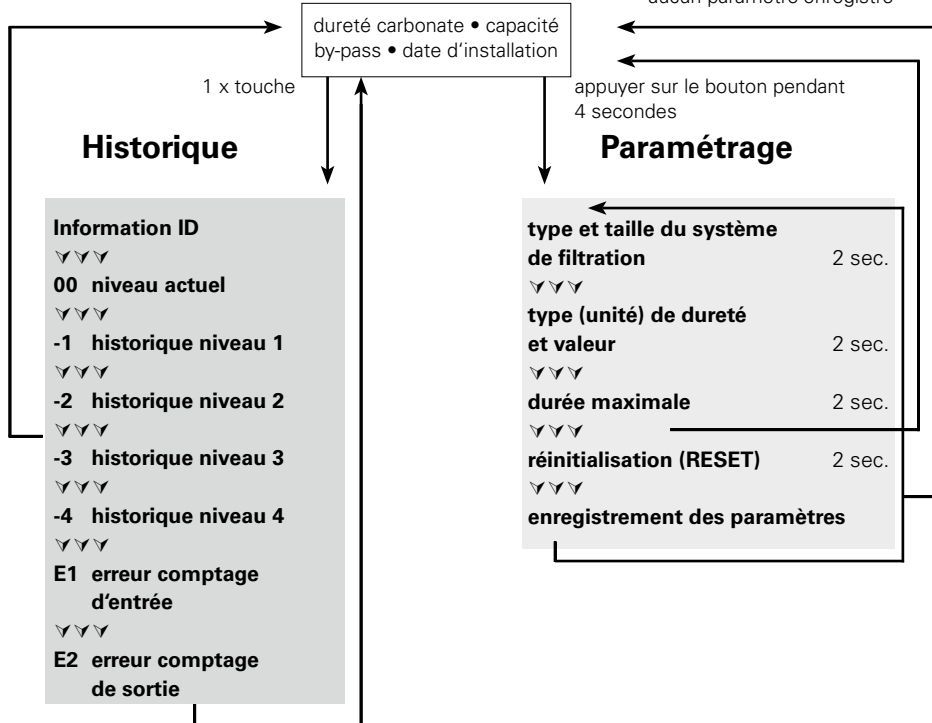 aucun paramètre enregistré
dureté carbonate • capacité
by-pass • date d‘installation
1 x touche
appuyer sur le bouton pendant
4 secondes
Historique
Paramétrage
Information ID
00 niveau actuel
-1 historique niveau 1
-2 historique niveau 2
-3 historique niveau 3
-4 historique niveau 4
E1 erreur comptage
d‘entrée
E2 erreur comptage
de sortie
type et taille du système
de filtration 2 sec.
type (unité) de dureté
et valeur 2 sec.
durée maximale 2 sec.
réinitialisation (RESET) 2 sec.
enregistrement des paramètres